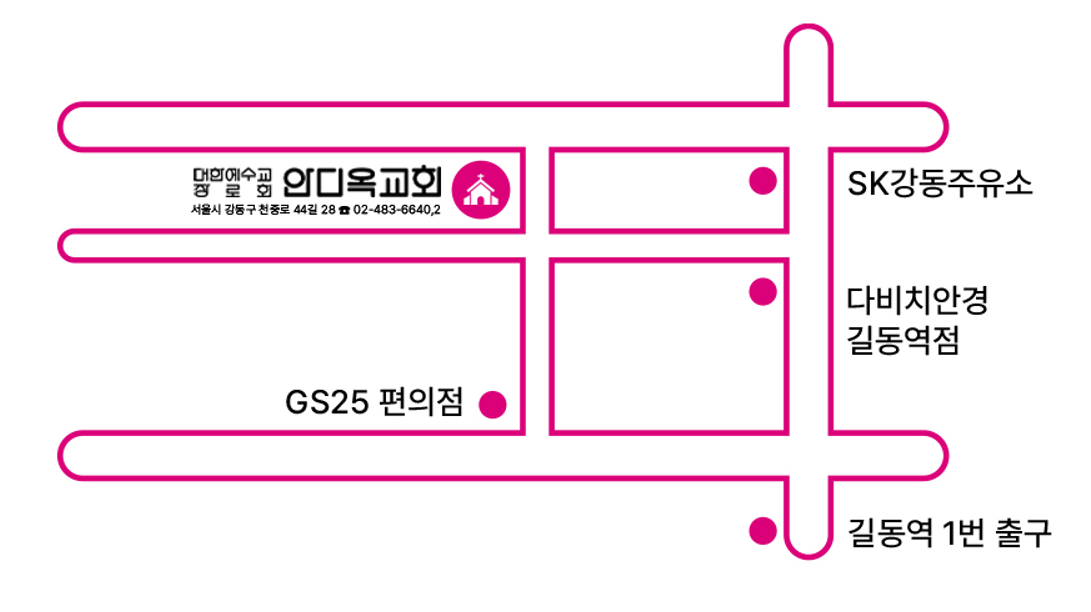 대한예수교
장로회
안디옥교회
서울시 강동구 천중로 44길 28 ☎ 02-483-6640,2
SK강동주유소
다비치안경
길동역점
GS25 편의점
길동역 1번 출구